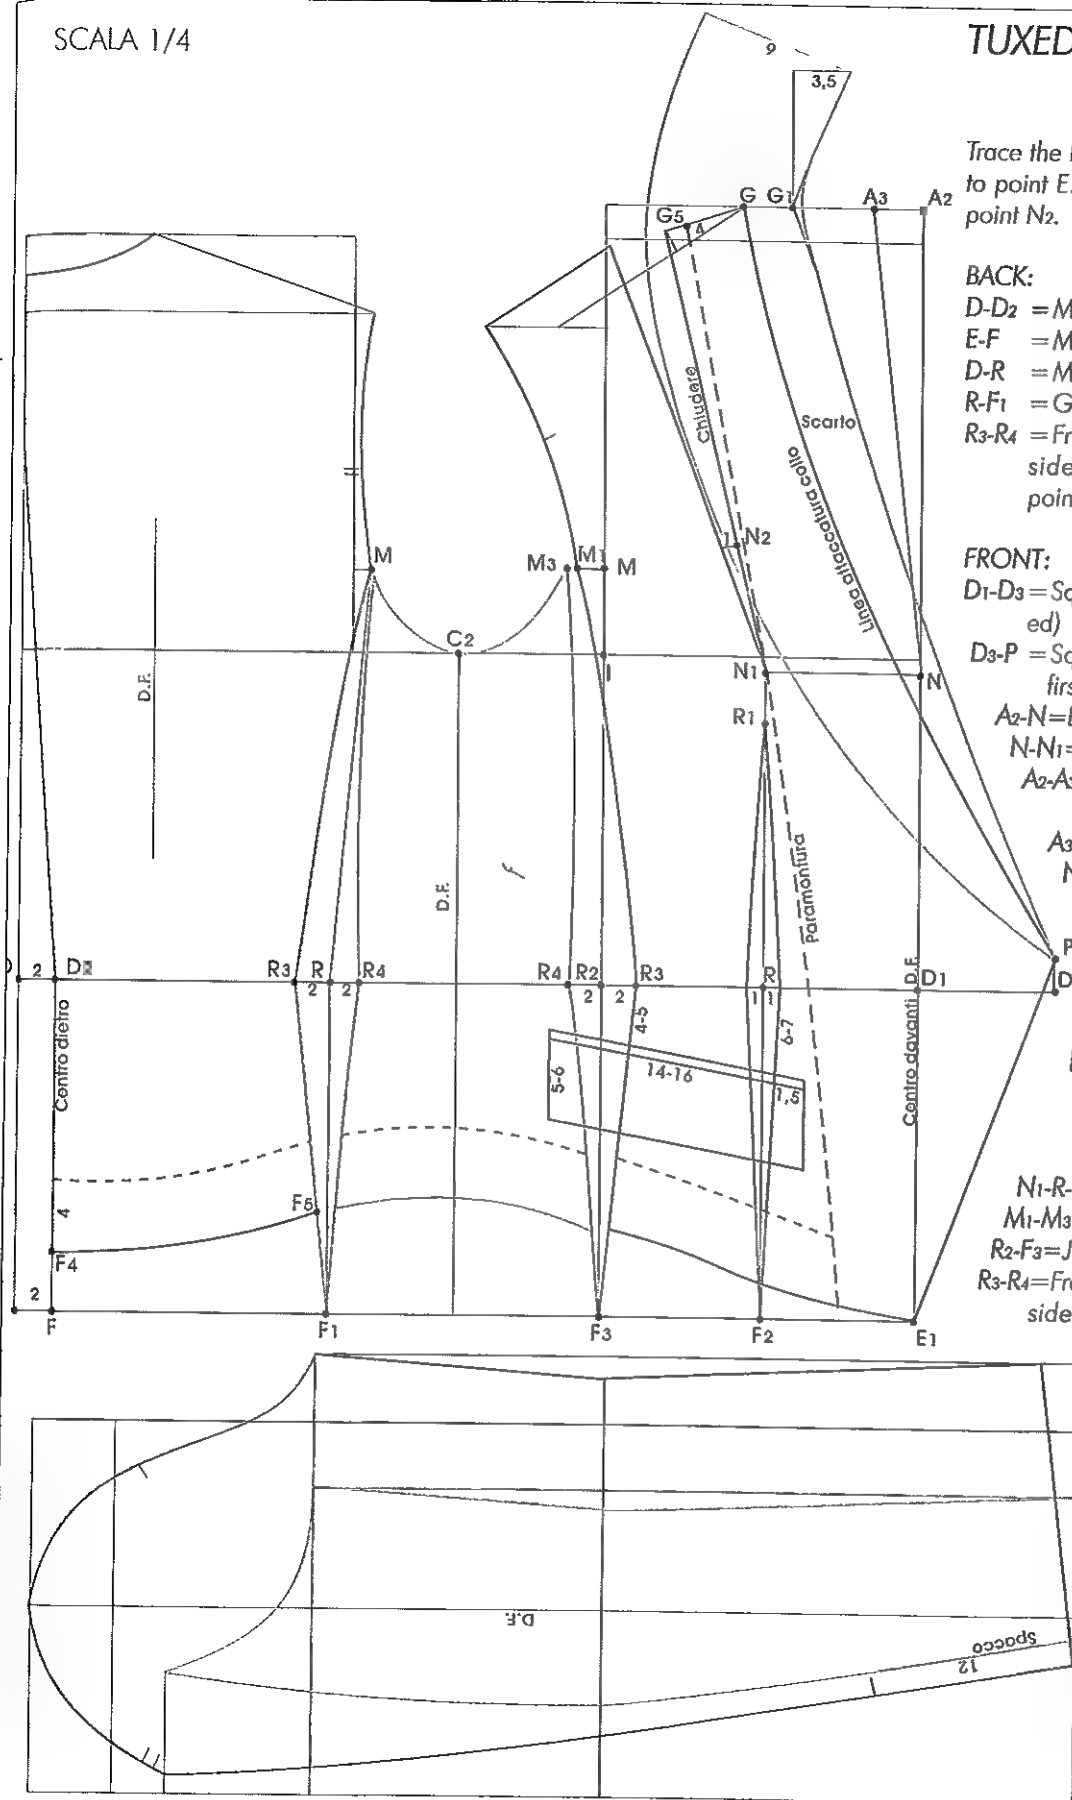 SCALA 1/4
TUXED
Trace the
to point E.
point N2.
BACK:
D-D2 =M
E-F =M
D-R =M
R-F1 =G
R3-R4 =Fr
side
poin
FRONT:
D1-D3=Sq
ed)
D3-P =Sq
firs
A2-N=
N-N1=
A2-A
A3
N1-R-
M1-M3
R2-F3=J
R3-R4=Fr
side
9
3,5
G5
4
G
G1
A3
A2
Chiudere
Scarto
Linea attaccatura collo
1
N2
M
M3
M1
M
C2
D.F.
N1
N
R1
Paramontura
D.F.
2
D
R3
R
R4
2
2
R4
R2
R3
2
2
R
1
1
D.F.
D1
P
D
Centro dietro
4-5
6-7
Centro davanti
5-6
14-16
1,5
4
F5
F4
2
F
F1
F3
F2
E1
D.F.
Spacco
12